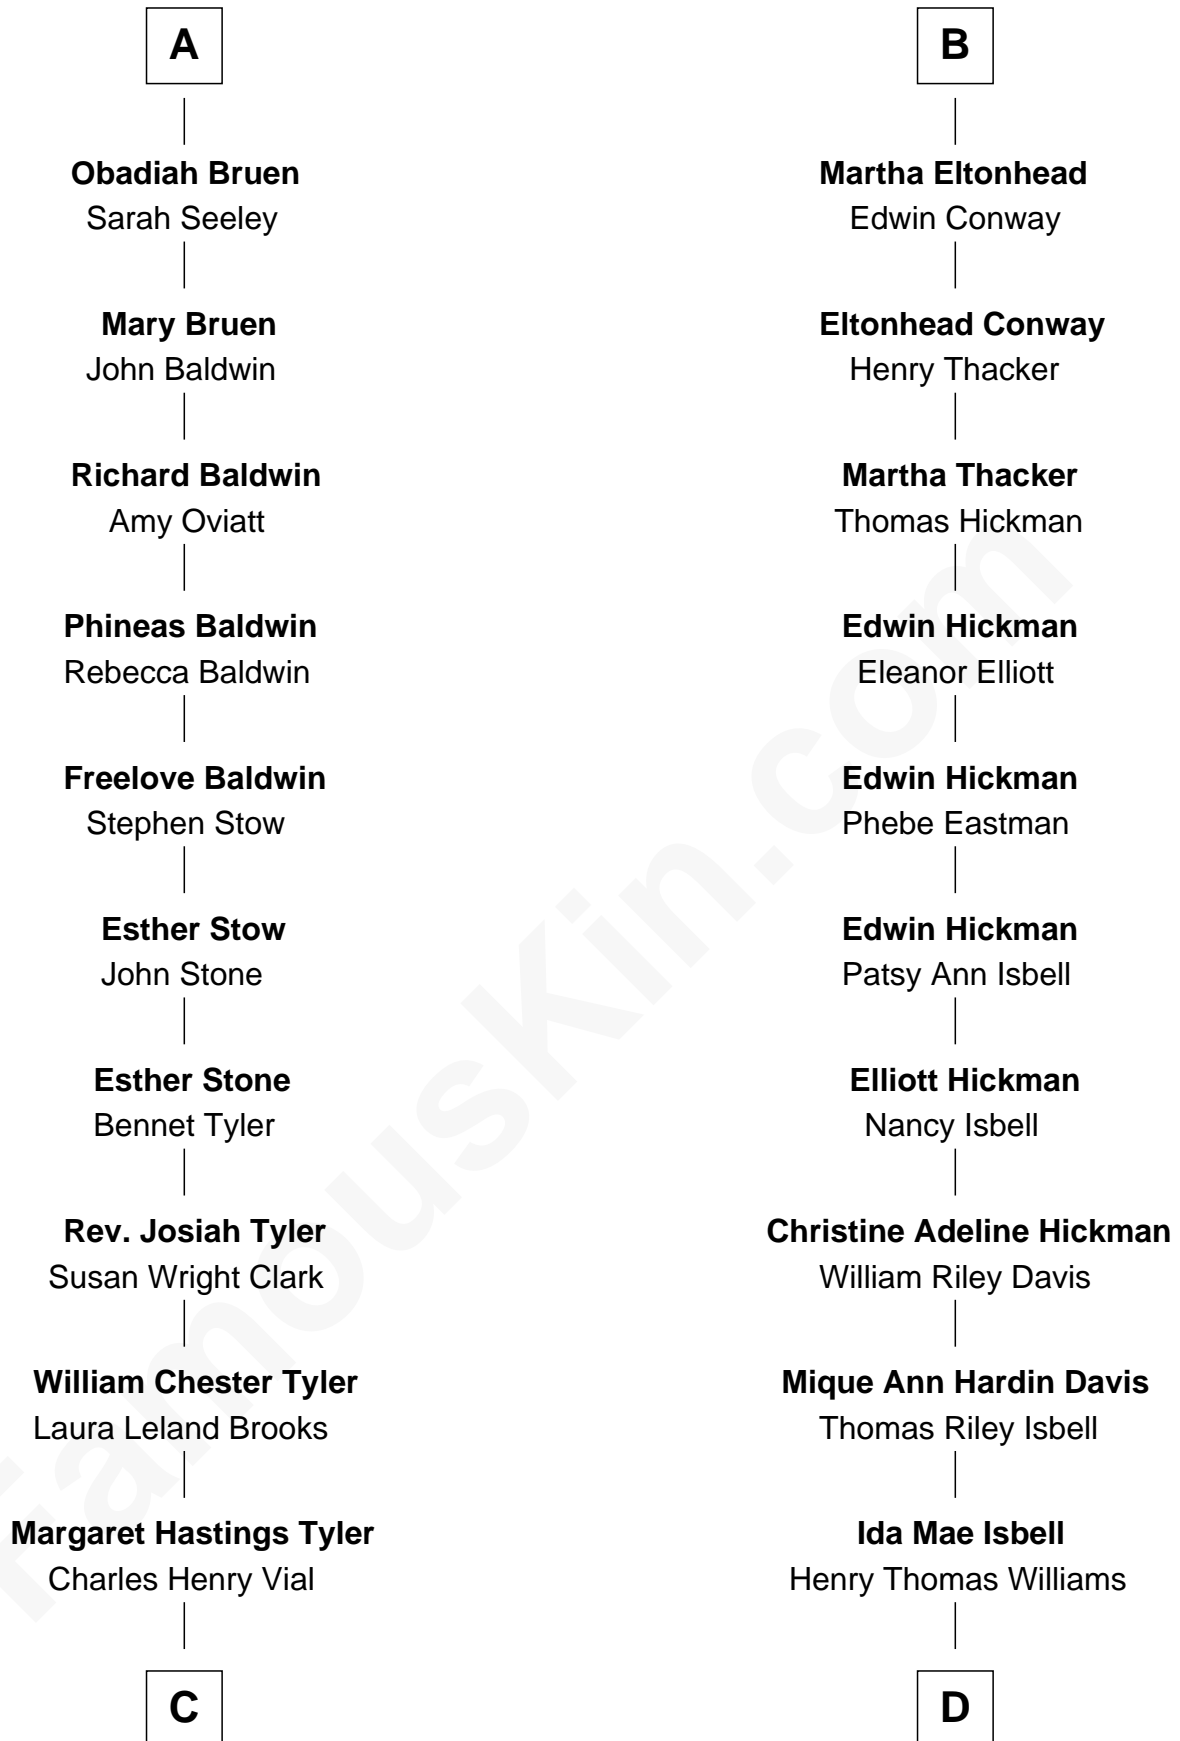 A
Obadiah Bruen
Sarah Seeley
Mary Bruen
John Baldwin
Richard Baldwin
Amy Oviatt
Phineas Baldwin
Rebecca Baldwin
Freelove Baldwin
Stephen Stow
Esther Stow
John Stone
Esther Stone
Bennet Tyler
Rev. Josiah Tyler
Susan Wright Clark
William Chester Tyler
Laura Leland Brooks
Margaret Hastings Tyler
Charles Henry Vial
C
B
Martha Eltonhead
Edwin Conway
Eltonhead Conway
Henry Thacker
Martha Thacker
Thomas Hickman
Edwin Hickman
Eleanor Elliott
Edwin Hickman
Phebe Eastman
Edwin Hickman
Patsy Ann Isbell
Elliott Hickman
Nancy Isbell
Christine Adeline Hickman
William Riley Davis
Mique Ann Hardin Davis
Thomas Riley Isbell
Ida Mae Isbell
Henry Thomas Williams
D
FamousKin.com